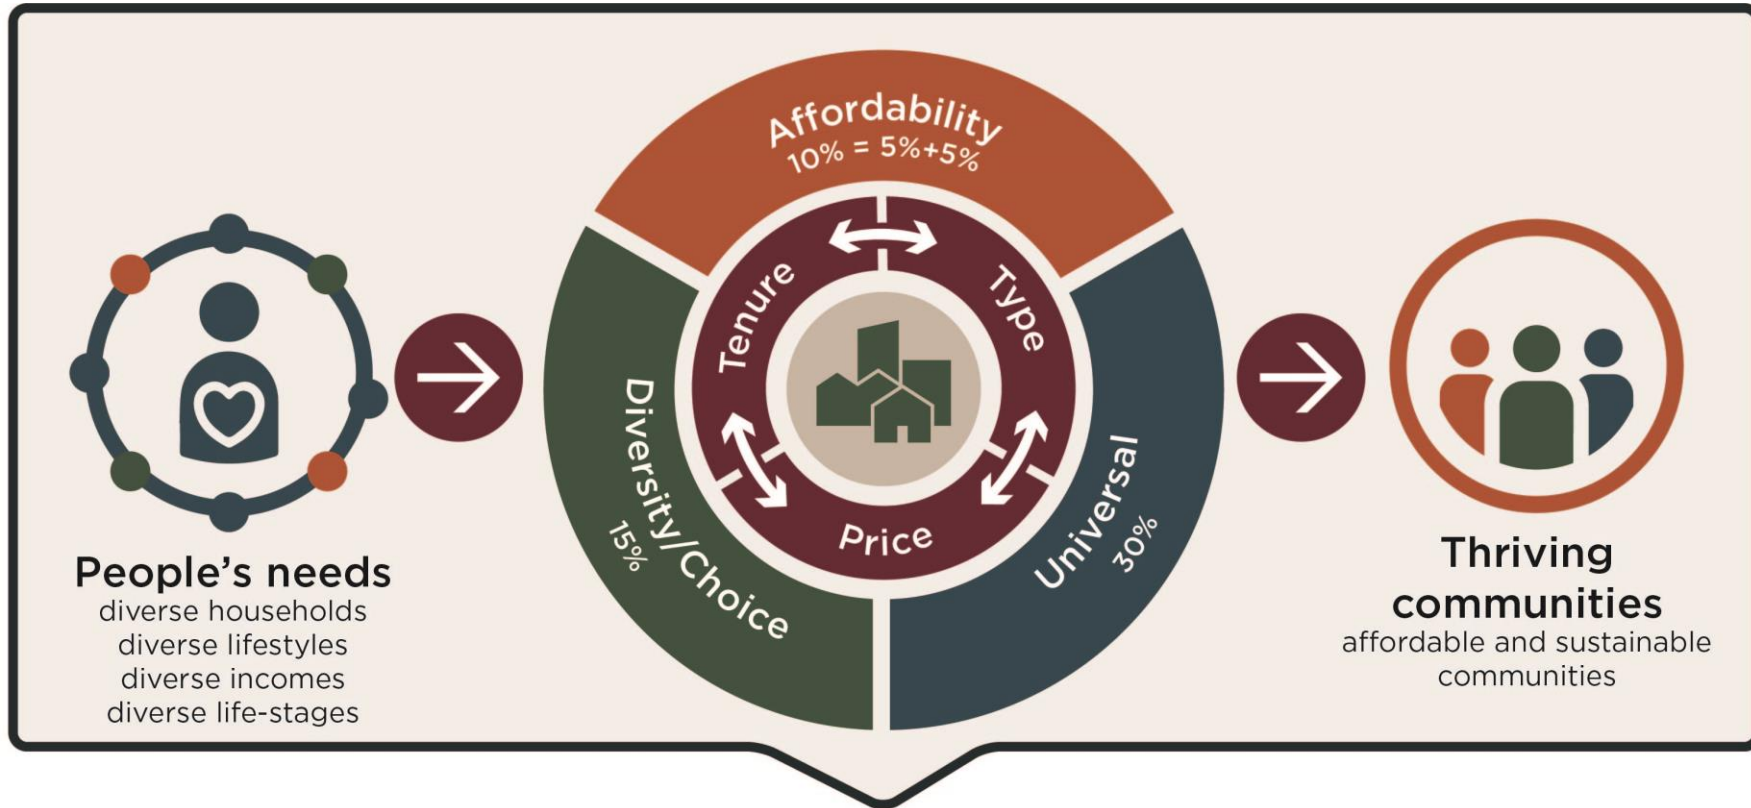 People's needs
diverse households
diverse lifestyles
diverse incomes
diverse life-stages
Affordability
10% = 5%+5%
Diversity/Choice
15%
Universal
30%
Tenure
Type
Price
Thriving
communities
affordable and sustainable
communities